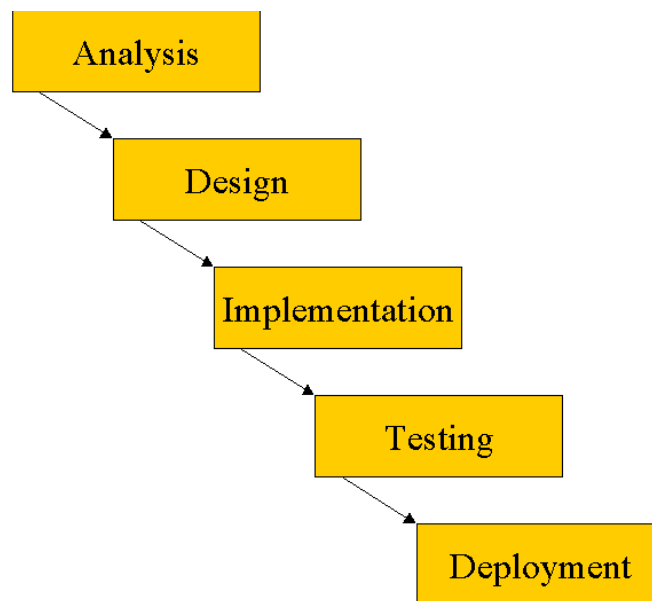 Analysis
Design
Implementation
Testing
Deployment